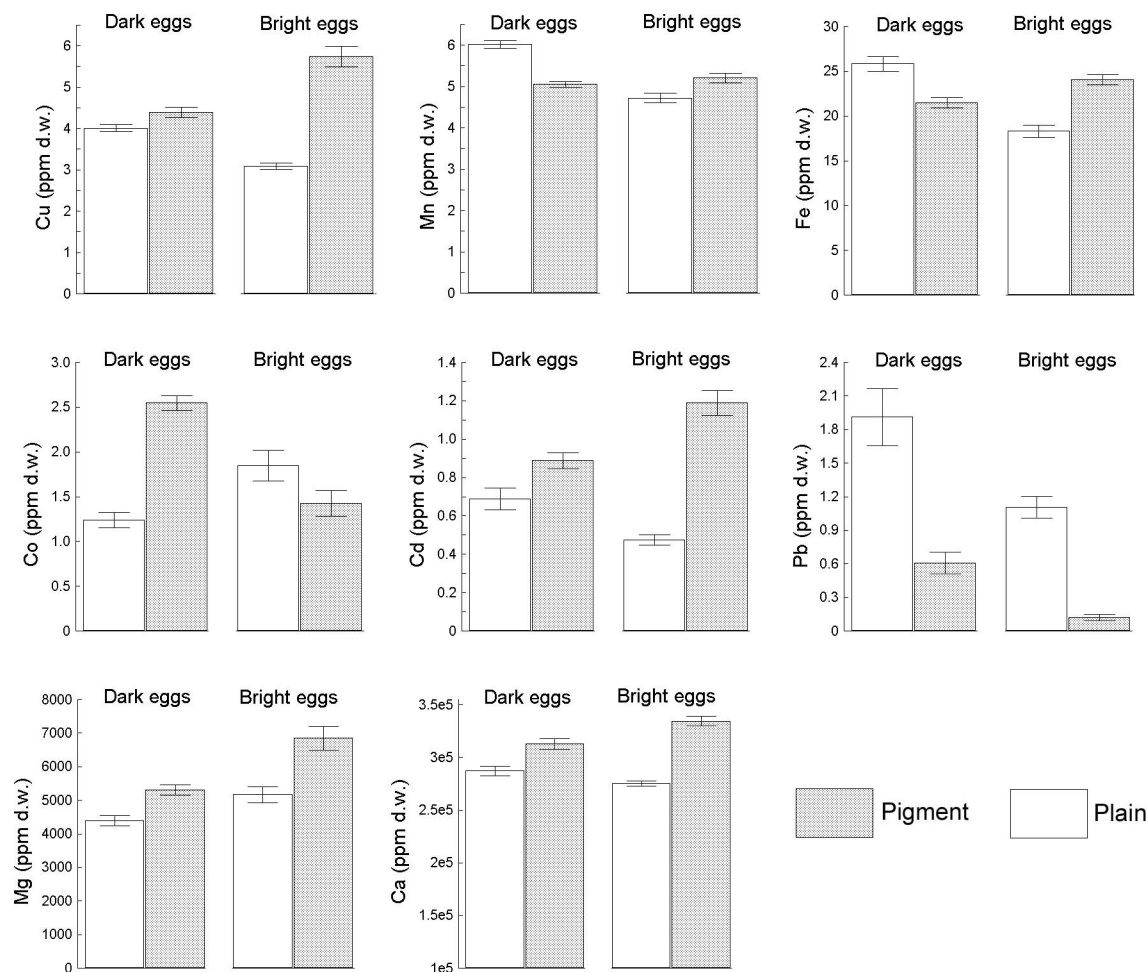 Dark eggs Bright eggs
Cu (ppm d.w.)
6
5
4
3
2
1
0
Dark eggs Bright eggs
Mn (ppm d.w.)
6
5
4
3
2
1
0
Dark eggs Bright eggs
Fe (ppm d.w.)
30
25
20
15
10
5
0
Dark eggs Bright eggs
Co (ppm d.w.)
3.0
2.5
2.0
1.5
1.0
0.5
0
Dark eggs Bright eggs
Cd (ppm d.w.)
1.4
1.2
1.0
0.8
0.6
0.4
0.2
0
Dark eggs Bright eggs
Pb (ppm d.w.)
2.4
2.1
1.8
1.5
1.2
0.9
0.6
0.3
0
Dark eggs Bright eggs
Mg (ppm d.w.)
8000
7000
6000
5000
4000
3000
2000
1000
0
Dark eggs Bright eggs
Ca (ppm d.w.)
3.5e5
3e5
2.5e5
2e5
1.5e5
1e5
Pigment Plain